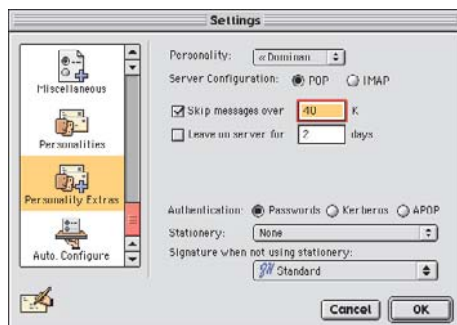 Settings
Miscellaneous
Personalities
Personality Extras
Auto. Configure
Personality: «Dominant
Server Configuration: POP IMAP
Skip messages over 40 K
Leave on server for 2 days
Authentication: Passwords Kerberos APOP
Stationery: None
Signature when not using stationery:
Standard
Cancel OK